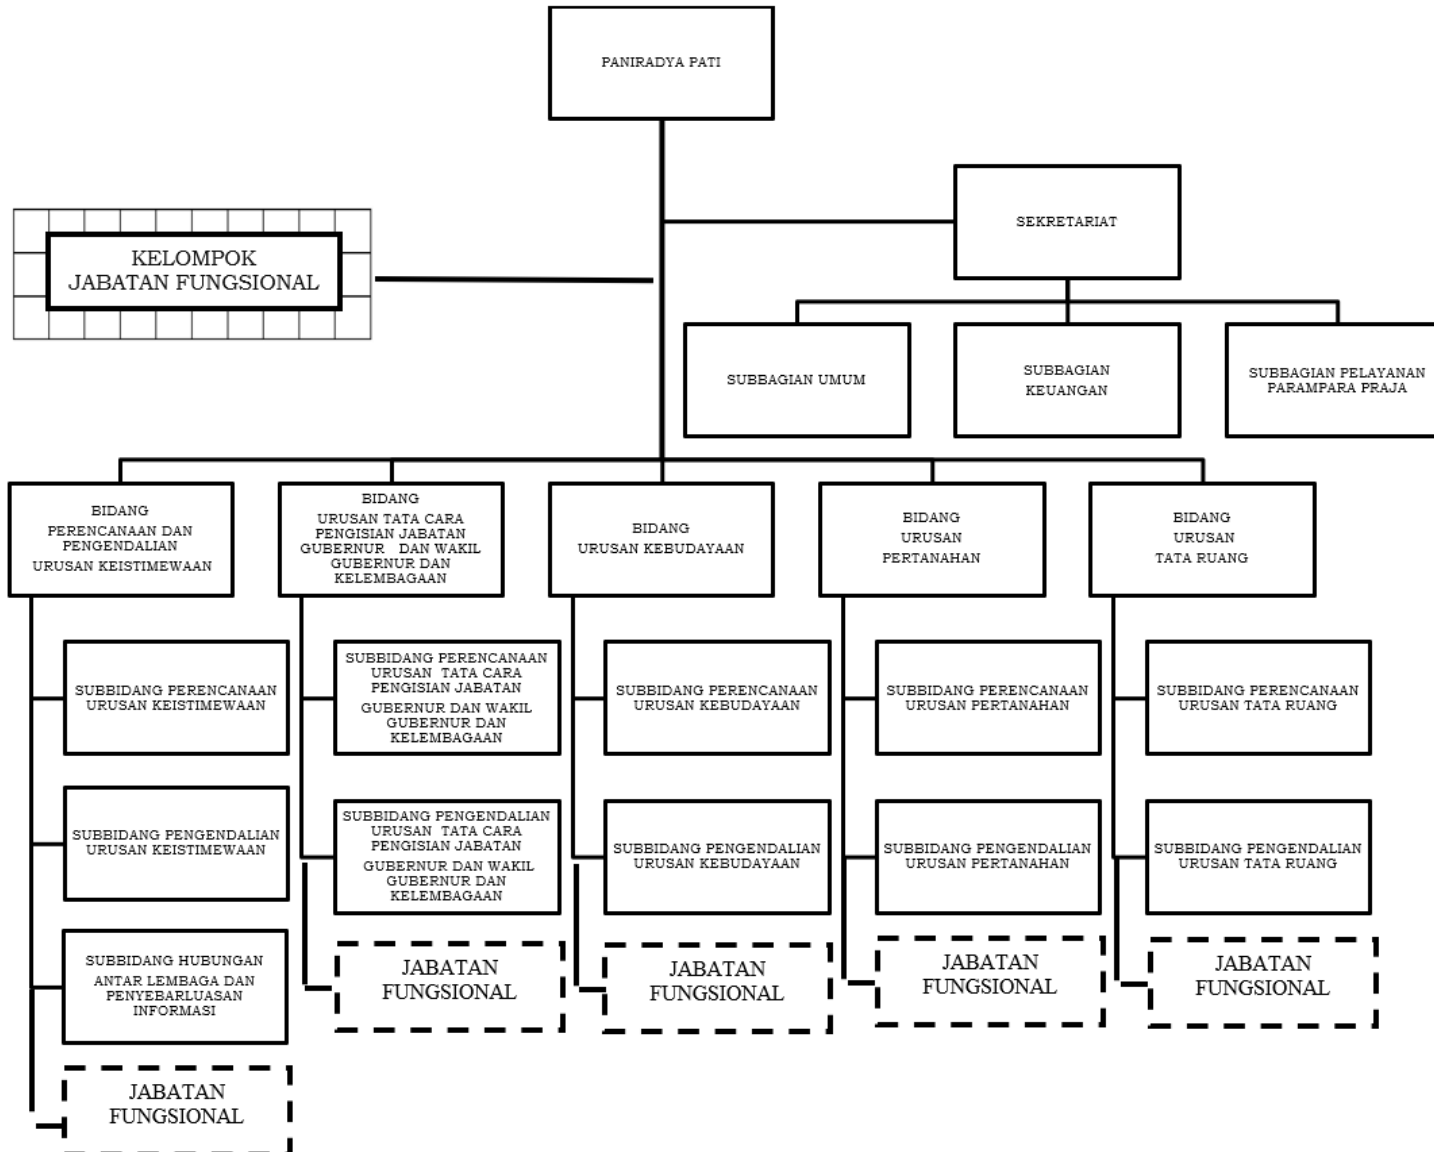 PANIRADYA PATI
SEKRETARIAT
KELOMPOK
JABATAN FUNGSIONAL
SUBBAGIAN UMUM
SUBBAGIAN
KEUANGAN
SUBBAGIAN PELAYANAN
PARAMPARA PRAJA
BIDANG
PERENCANAAN DAN
PENGENDALIAN
URUSAN KEISTIMEWAAN
BIDANG
URUSAN TATA CARA
PENGISIAN JABATAN
GUBERNUR DAN WAKIL
GUBERNUR DAN
KELEMBAGAAN
BIDANG
URUSAN KEBUDAYAAN
BIDANG
URUSAN
PERTANAHAN
BIDANG
URUSAN
TATA RUANG
SUBBIDANG PERENCANAAN
URUSAN KEISTIMEWAAN
SUBBIDANG PERENCANAAN
URUSAN TATA CARA
PENGISIAN JABATAN
GUBERNUR DAN WAKIL
GUBERNUR DAN
KELEMBAGAAN
SUBBIDANG PERENCANAAN
URUSAN KEBUDAYAAN
SUBBIDANG PERENCANAAN
URUSAN PERTANAHAN
SUBBIDANG PERENCANAAN
URUSAN TATA RUANG
SUBBIDANG PENGENDALIAN
URUSAN KEISTIMEWAAN
SUBBIDANG PENGENDALIAN
URUSAN TATA CARA
PENGISIAN JABATAN
GUBERNUR DAN WAKIL
GUBERNUR DAN
KELEMBAGAAN
SUBBIDANG PENGENDALIAN
URUSAN KEBUDAYAAN
SUBBIDANG PENGENDALIAN
URUSAN PERTANAHAN
SUBBIDANG PENGENDALIAN
URUSAN TATA RUANG
SUBBIDANG HUBUNGAN
ANTAR LEMBAGA DAN
PENYEBARLUASAN
INFORMASI
JABATAN
FUNGSIONAL
JABATAN
FUNGSIONAL
JABATAN
FUNGSIONAL
JABATAN
FUNGSIONAL
JABATAN
FUNGSIONAL